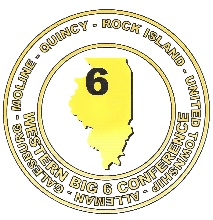 GALESBURG - MOLINE - QUINCY - ROCK ISLAND - UNITED TOWNSHIP - ALLEMAN -
6
WESTERN BIG 6 CONFERENCE